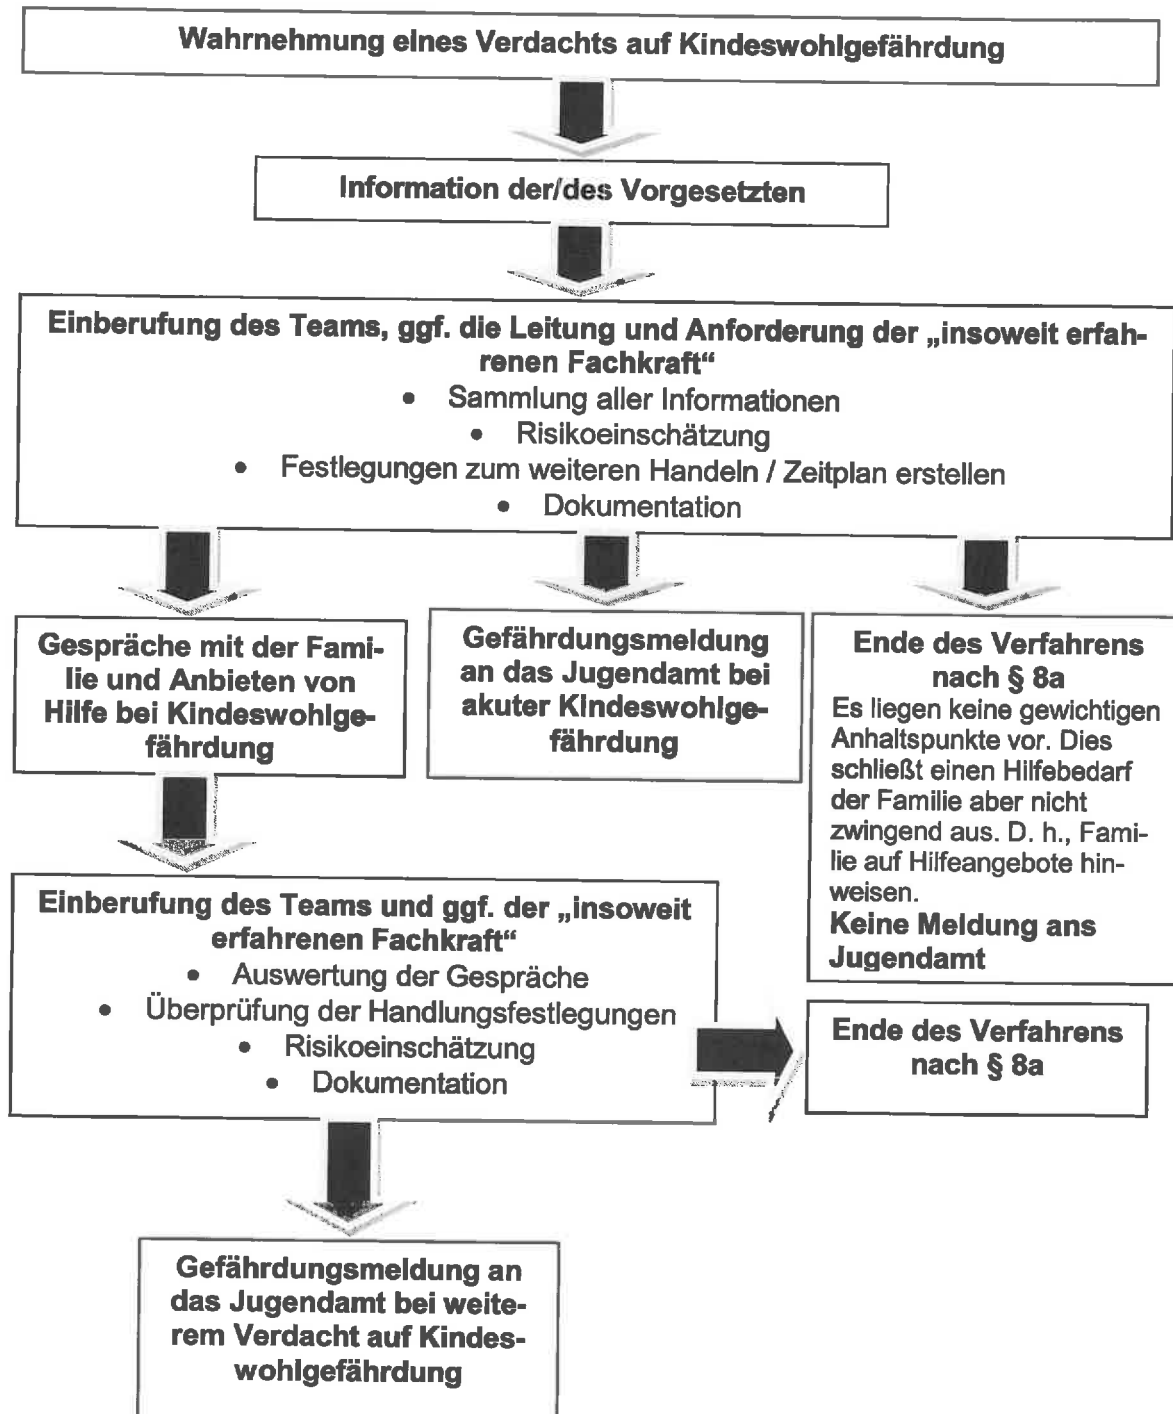 Wahrnehmung eines Verdachts auf Kindeswohlgefährdung
Information der/des Vorgesetzten
Einberufung des Teams, ggf. die Leitung und Anforderung der „insoweit erfah-
renen Fachkraft“
• Sammlung aller Informationen
• Risikoeinschätzung
• Festlegungen zum weiteren Handeln / Zeitplan erstellen
• Dokumentation
Gespräche mit der Fami-
lie und Anbieten von
Hilfe bei Kindeswohlge-
fährdung
Gefährdungsmeldung
an das Jugendamt bei
akuter Kindeswohlge-
fährdung
Ende des Verfahrens
nach § 8a
Es liegen keine gewichtigen
Anhaltspunkte vor. Dies
schließt einen Hilfebedarf
der Familie aber nicht
zwingend aus. D. h., Fami-
lie auf Hilfeangebote hin-
weisen.
Keine Meldung ans
Jugendamt
Einberufung des Teams und ggf. der „insoweit
erfahrenen Fachkraft“
• Auswertung der Gespräche
• Überprüfung der Handlungsfestlegungen
• Risikoeinschätzung
• Dokumentation
Ende des Verfahrens
nach § 8a
Gefährdungsmeldung an
das Jugendamt bei weite-
rem Verdacht auf Kindes-
wohlgefährdung